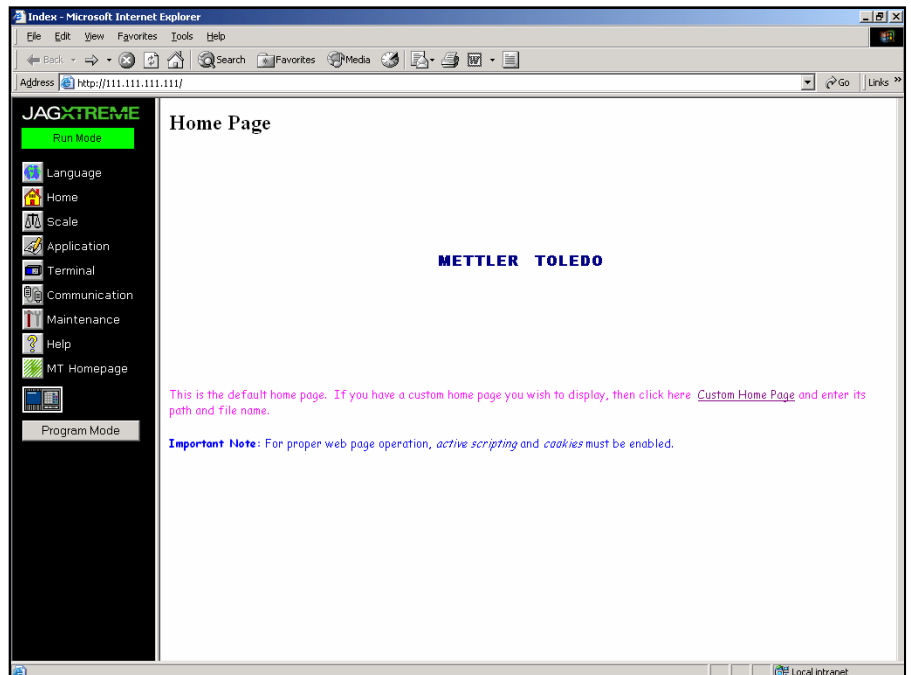 Index - Microsoft Internet Explorer
File Edit View Favorites Tools Help
Back Search Favorites Media
Address http://111.111.111.111/ Go Links »
JAGXTREME
Run Mode
Language
Home
Scale
Application
Terminal
Communication
Maintenance
Help
MT Homepage
Program Mode
Home Page
METTLER TOLEDO
This is the default home page. If you have a custom home page you wish to display, then click here Custom Home Page and enter its
path and file name.
Important Note: For proper web page operation, active scripting and cookies must be enabled.
Local intranet